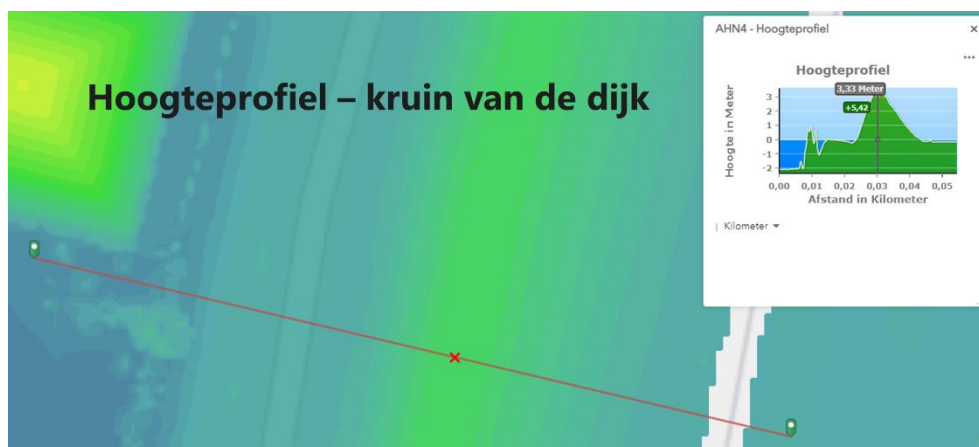 Hoogteprofiel – kruin van de dijk
AHN4 - Hoogteprofiel
×
...
Hoogteprofiel
3,33 Meter
+5,42
Hoogte in Meter
3
2
1
0
-1
-2
0,00 0,01 0,02 0,03 0,04 0,05
Afstand in Kilometer
| Kilometer